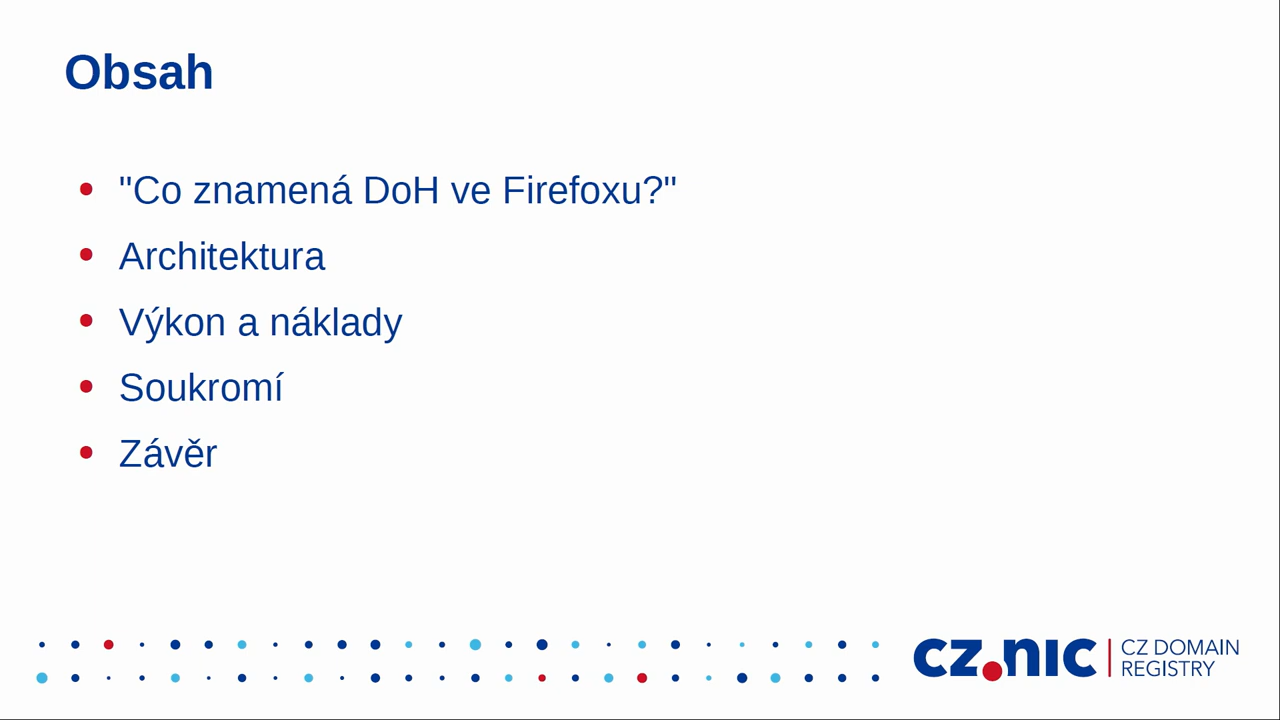 Obsah
"Co znamená DoH ve Firefoxu?"
Architektura
Výkon a náklady
Soukromí
Závěr
CZ.NIC
CZ DOMAIN
REGISTRY